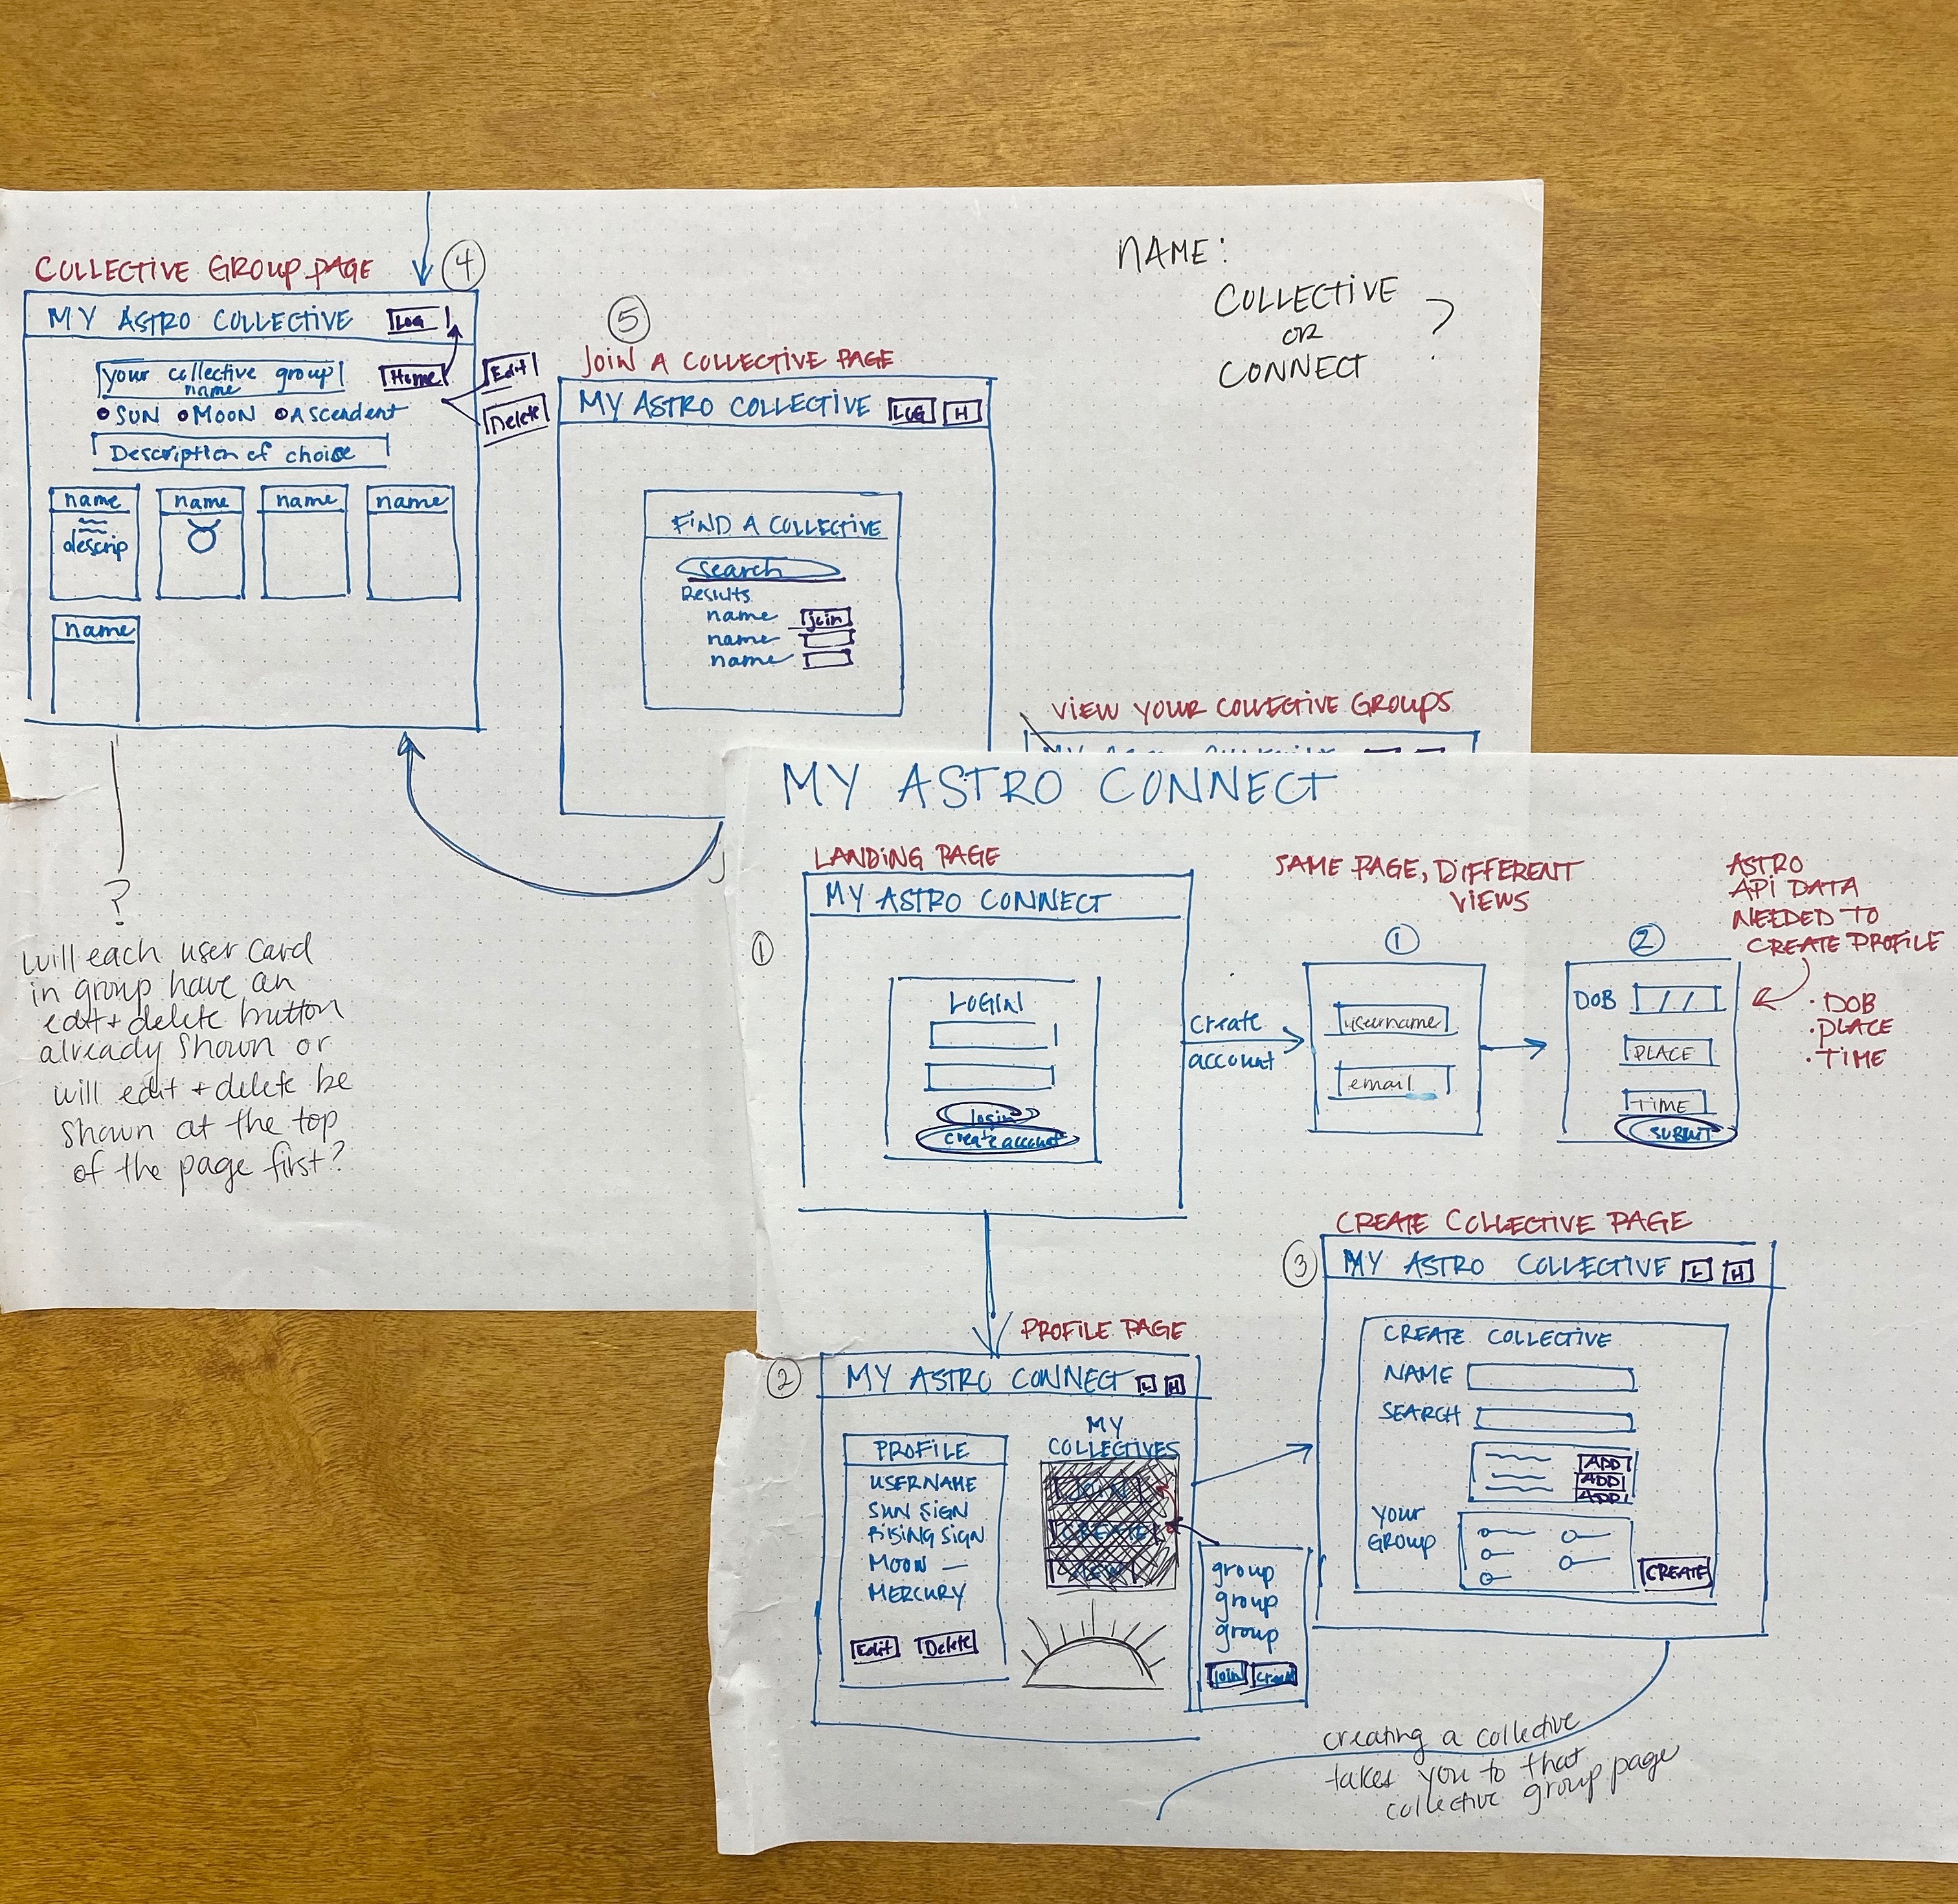 COLLECTIVE GROUP PAGE
4
MY ASTRO COLLECTIVE
LOG
your collective group
name
Home
Edit
Delete
SUN MOON Ascendent
Description of choice
name
descrip
name
name
name
name
?
will each user card
in group have an
edit + delete button
already shown or
will edit + delete be
shown at the top
of the page first?
5
JOIN A COLLECTIVE PAGE
MY ASTRO COLLECTIVE
LOG
H
FIND A COLLECTIVE
search
Results
name join
name
name
NAME:
COLLECTIVE
OR
CONNECT
?
VIEW YOUR COLLECTIVE GROUPS
MY ASTRO CONNECT
LANDING PAGE
1
MY ASTRO CONNECT
LOGIN
login
create account
create
account
SAME PAGE, DIFFERENT
VIEWS
1
username
email
2
DOB / /
PLACE
TIME
SUBMIT
ASTRO
API DATA
NEEDED TO
CREATE PROFILE
· DOB
· PLACE
· TIME
PROFILE PAGE
2
MY ASTRO CONNECT
L
H
PROFILE
USERNAME
SUN SIGN
RISING SIGN
MOON —
MERCURY
Edit
Delete
MY
COLLECTIVES
JOIN
CREATE
VIEW
group
group
group
join
create
CREATE COLLECTIVE PAGE
3
MY ASTRO COLLECTIVE
L
H
CREATE COLLECTIVE
NAME
SEARCH
ADD
ADD
ADD
YOUR
GROUP
CREATE
creating a collective
takes you to that
collective group page